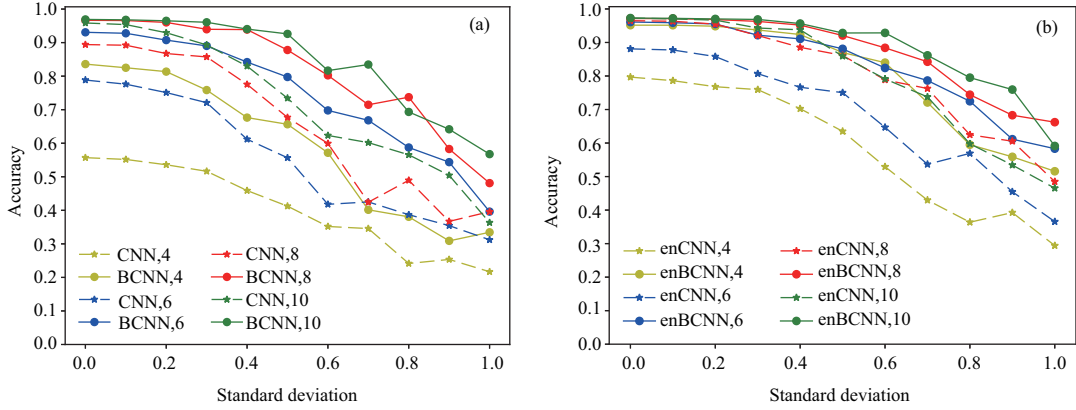 (a)
1.0
0.9
0.8
0.7
0.6
0.5
0.4
0.3
0.2
0.1
0.0
Accuracy
CNN,4 CNN,8
BCNN,4 BCNN,8
CNN,6 CNN,10
BCNN,6 BCNN,10
0.0 0.2 0.4 0.6 0.8 1.0
Standard deviation
(b)
1.0
0.9
0.8
0.7
0.6
0.5
0.4
0.3
0.2
0.1
0.0
Accuracy
enCNN,4 enCNN,8
enBCNN,4 enBCNN,8
enCNN,6 enCNN,10
enBCNN,6 enBCNN,10
0.0 0.2 0.4 0.6 0.8 1.0
Standard deviation